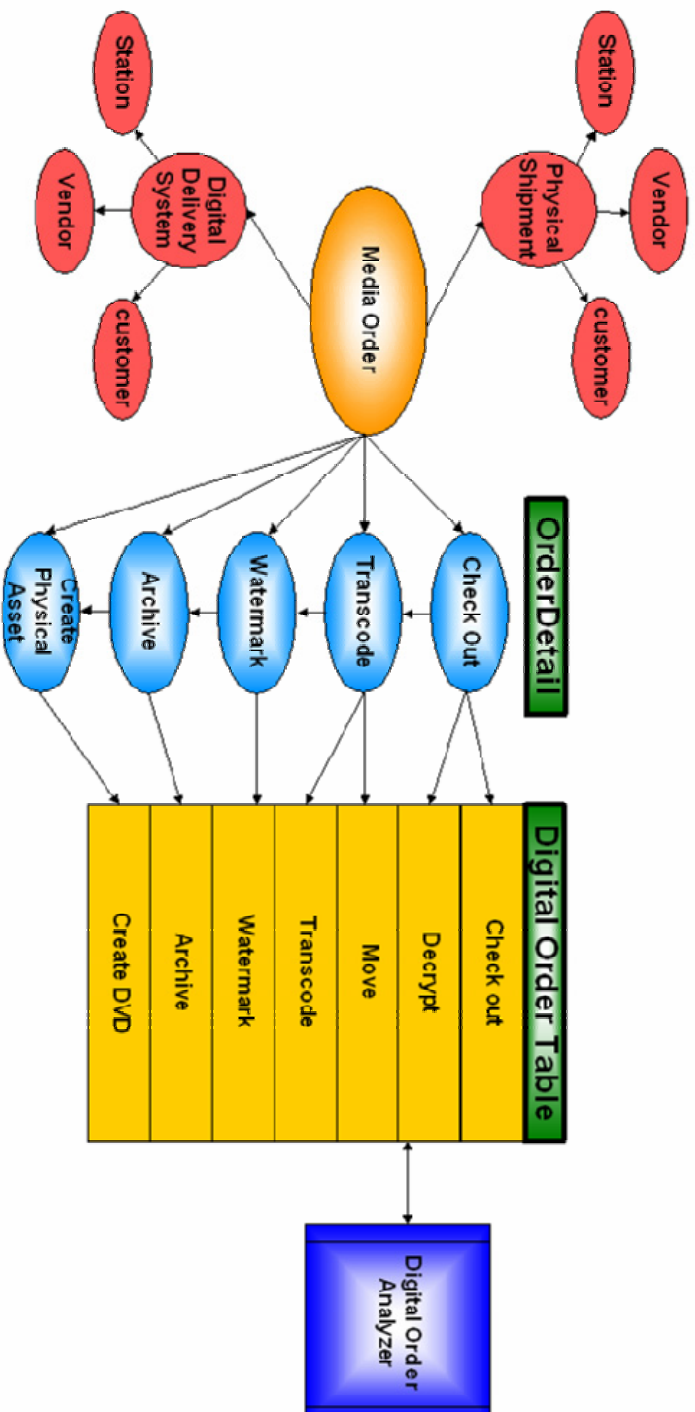 Station
Vendor
customer
Physical
Shipment
Media Order
Digital
Delivery
System
Station
Vendor
customer
OrderDetail
Check Out
Transcode
Watermark
Archive
Create
Physical
Asset
Digital Order Table
Check out
Decrypt
Move
Transcode
Watermark
Archive
Create DVD
Digital Order
Analyzer